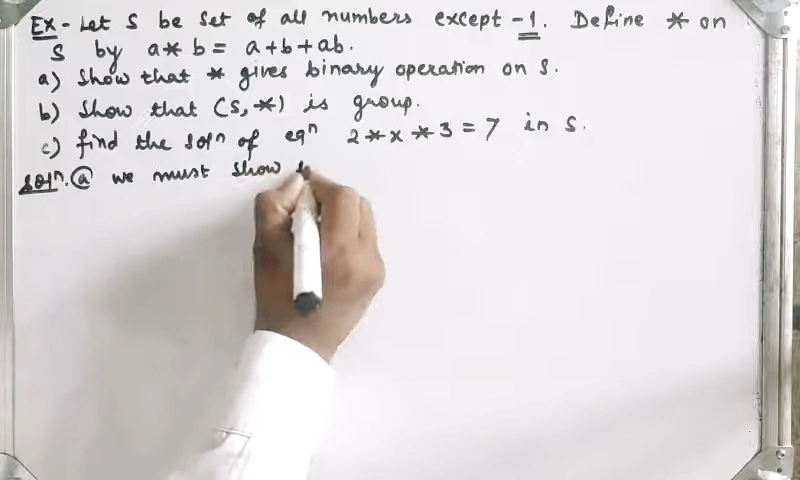 Ex - Let S be set of all numbers except -1. Define * on
S by a * b = a+b+ab.
a) Show that * gives binary operation on S.
b) Show that (S, *) is group.
c) find the solⁿ of eqⁿ 2 * x * 3 = 7 in S.
Solⁿ. ⓐ we must show